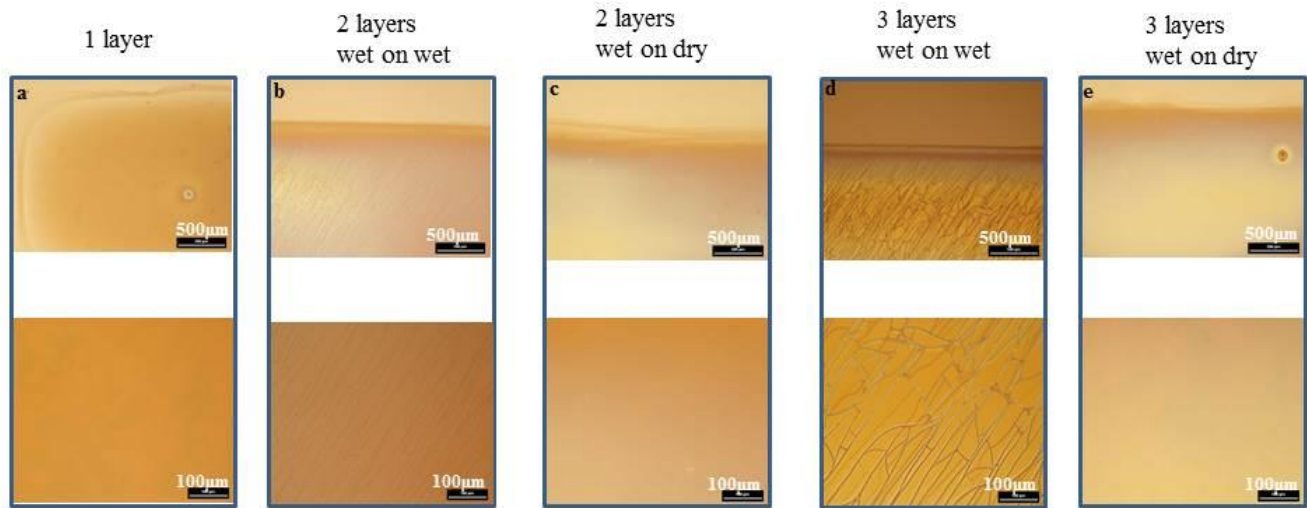 1 layer
2 layers
wet on wet
2 layers
wet on dry
3 layers
wet on wet
3 layers
wet on dry
a
b
c
d
e
500µm
500µm
500µm
500µm
500µm
100µm
100µm
100µm
100µm
100µm